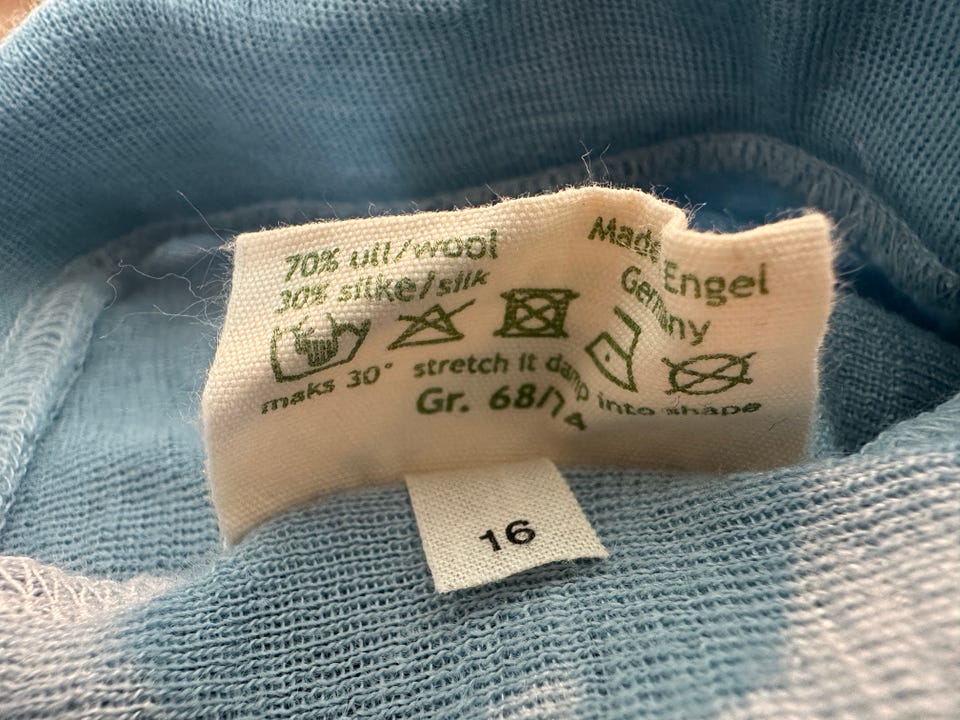 70% ull/wool
30% silke/silk
Made Engel
Germany
maks 30° stretch it damp into shape
Gr. 68/74
16